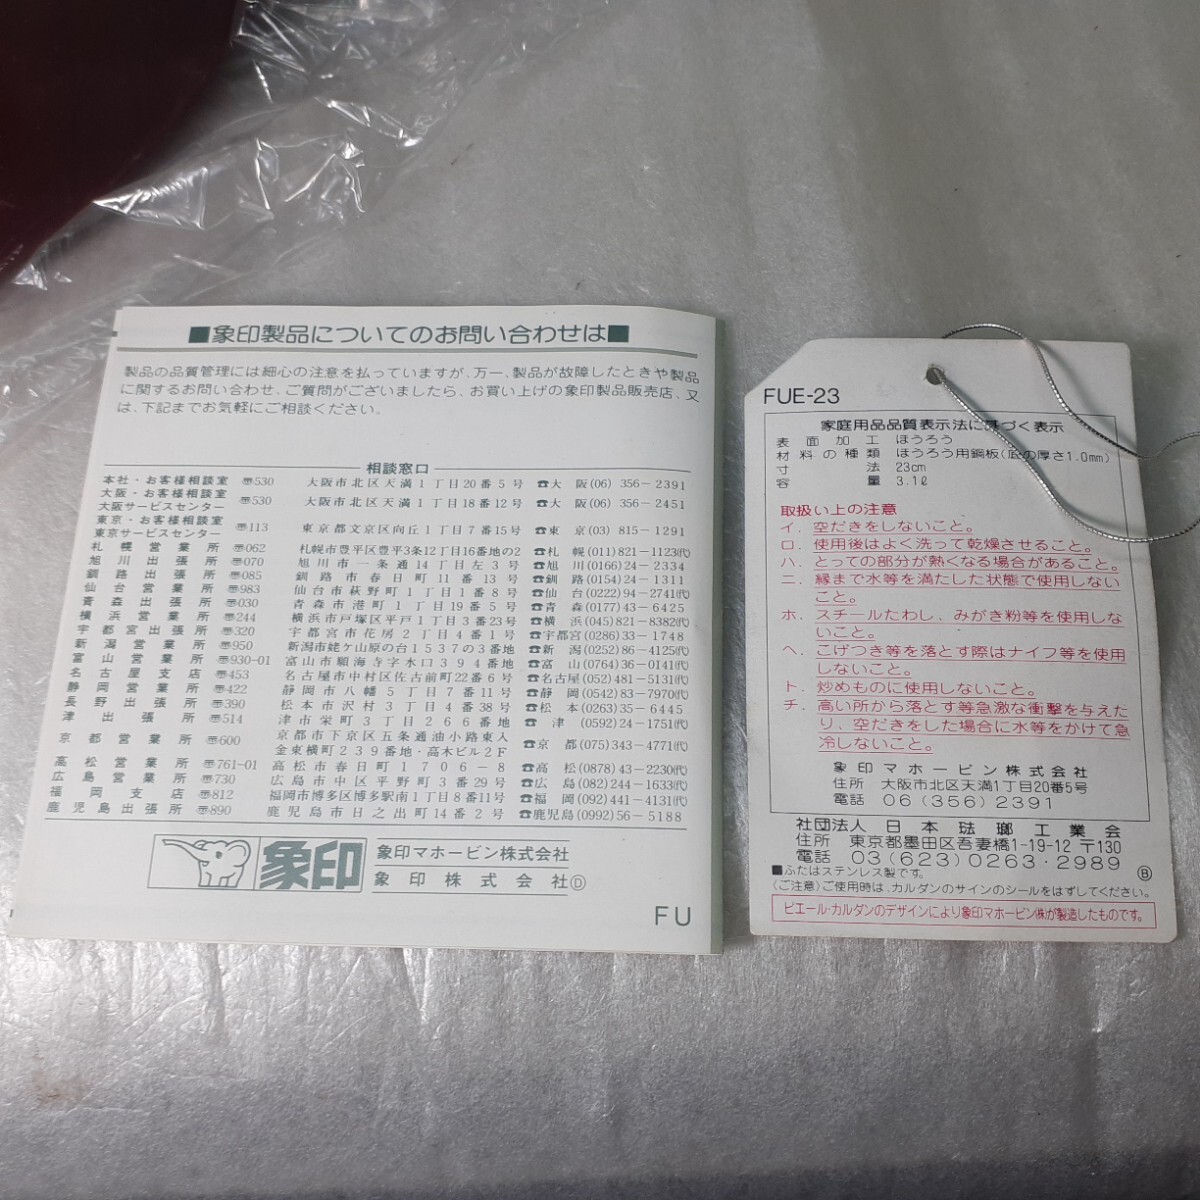 ■象印製品についてのお問い合わせは■
製品の品質管理には細心の注意を払っていますが、万一、製品が故障したときや製品
に関するお問い合わせ、ご質問がございましたら、お買い上げの象印製品販売店、又
は、下記までお気軽にご相談ください。
相談窓口
本社・お客様相談室 〠530 大阪市北区天満1丁目20番5号 ☎大阪(06)356-2391
大阪・お客様相談室
大阪サービスセンター 〠530 大阪市北区天満1丁目18番12号 ☎大阪(06)356-2451
東京・お客様相談室
東京サービスセンター 〠113 東京都文京区向丘1丁目7番15号 ☎東京(03)815-1291
札幌営業所 〠062 札幌市豊平区豊平3条12丁目16番地の2 ☎札幌(011)821-1123(代)
旭川出張所 〠070 旭川市一条通14丁目左3号 ☎旭川(0166)24-2334
釧路出張所 〠085 釧路市春日町11番13号 ☎釧路(0154)24-1311
仙台営業所 〠983 仙台市萩野町1丁目1番8号 ☎仙台(0222)94-2741(代)
青森出張所 〠030 青森市港町1丁目19番5号 ☎青森(0177)43-6425
横浜営業所 〠244 横浜市戸塚区平戸1丁目3番23号 ☎横浜(045)821-8382(代)
宇都宮出張所 〠320 宇都宮市花房2丁目4番1号 ☎宇都宮(0286)33-1748
新潟営業所 〠950 新潟市姥ケ山原の台1537の3番地 ☎新潟(0252)86-4125(代)
富山営業所 〠930-01 富山市願海寺字水口394番地 ☎富山(0764)36-0141(代)
名古屋支店 〠453 名古屋市中村区佐古前町22番6号 ☎名古屋(052)481-5131(代)
静岡営業所 〠422 静岡市八幡5丁目7番11号 ☎静岡(0542)83-7970(代)
長野出張所 〠390 松本市沢村3丁目4番38号 ☎松本(0263)35-6445
津出張所 〠514 津市栄町3丁目266番地 ☎津(0592)24-1751(代)
京都営業所 〠600 京都市下京区五条通油小路東入
金東横町239番地・高木ビル2F ☎京都(075)343-4771(代)
高松営業所 〠761-01 高松市春日町1706-8 ☎高松(0878)43-2230(代)
広島営業所 〠730 広島市中区平野町3番29号 ☎広島(082)244-1633(代)
福岡支店 〠812 福岡市博多区博多駅南1丁目8番11号 ☎福岡(092)441-4131(代)
鹿児島出張所 〠890 鹿児島市日之出町14番2号 ☎鹿児島(0992)56-5188
象印
象印マホービン株式会社
象印株式会社Ⓓ
FU
FUE-23
家庭用品品質表示法に基づく表示
表面加工 ほうろう
材料の種類 ほうろう用鋼板(底の厚さ1.0mm)
寸法 23cm
容量 3.1ℓ
取扱い上の注意
イ．空だきをしないこと。
ロ．使用後はよく洗って乾燥させること。
ハ．とっての部分が熱くなる場合があること。
ニ．縁まで水等を満たした状態で使用しない
こと。
ホ．スチールたわし、みがき粉等を使用しな
いこと。
ヘ．こげつき等を落とす際はナイフ等を使用
しないこと。
ト．炒めものに使用しないこと。
チ．高い所から落とす等急激な衝撃を与えた
り、空だきをした場合に水等をかけて急
冷しないこと。
象印マホービン株式会社
住所 大阪市北区天満1丁目20番5号
電話 06(356)2391
社団法人 日本琺瑯工業会
住所 東京都墨田区吾妻橋1-19-12 〒130
電話 03(623)0263・2989
■ふたはステンレス製です。 Ⓑ
〈ご注意〉ご使用時は、カルダンのサインのシールをはずしてください。
ピエール・カルダンのデザインにより象印マホービン㈱が製造したものです。